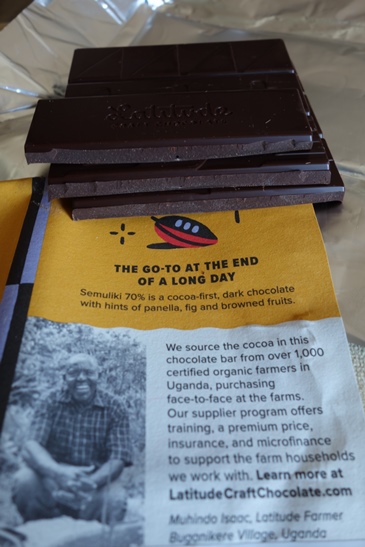 Latitude
THE GO-TO AT THE END
OF A LONG DAY
Semuliki 70% is a cocoa-first, dark chocolate
with hints of panella, fig and browned fruits.
We source the cocoa in this
chocolate bar from over 1,000
certified organic farmers in
Uganda, purchasing
face-to-face at the farms.
Our supplier program offers
training, a premium price,
insurance, and microfinance
to support the farm households
we work with. Learn more at
LatitudeCraftChocolate.com
Muhindo Isaac, Latitude Farmer
Bugonikere Village, Uganda